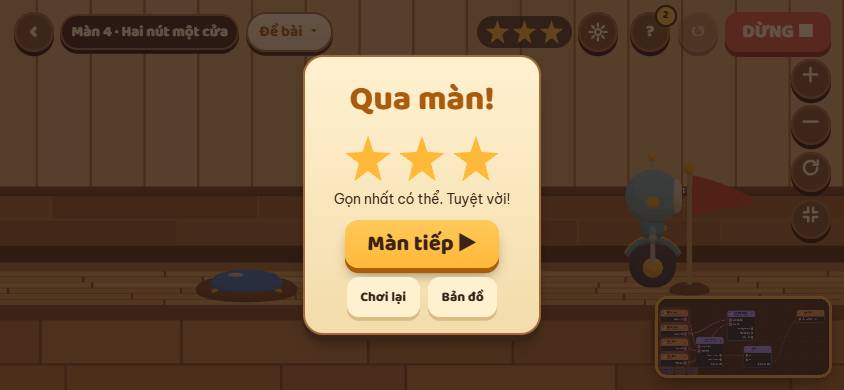 Màn 4 · Hai nút một cửa
Đề bài
2
?
DỪNG
Qua màn!
Gọn nhất có thể. Tuyệt vời!
Màn tiếp
Chơi lại
Bản đồ